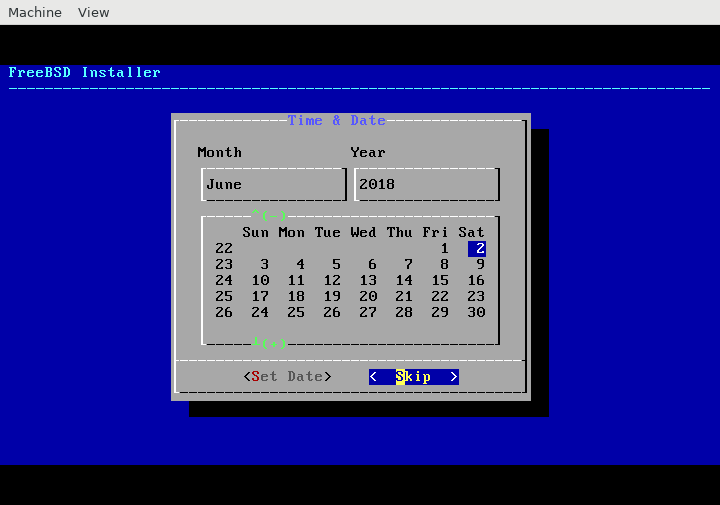 Machine View
FreeBSD Installer
Time & Date
Month Year
June 2018
^(-)
Sun Mon Tue Wed Thu Fri Sat
22 1 2
23 3 4 5 6 7 8 9
24 10 11 12 13 14 15 16
25 17 18 19 20 21 22 23
26 24 25 26 27 28 29 30
┘(+)
<Set Date> < Skip >